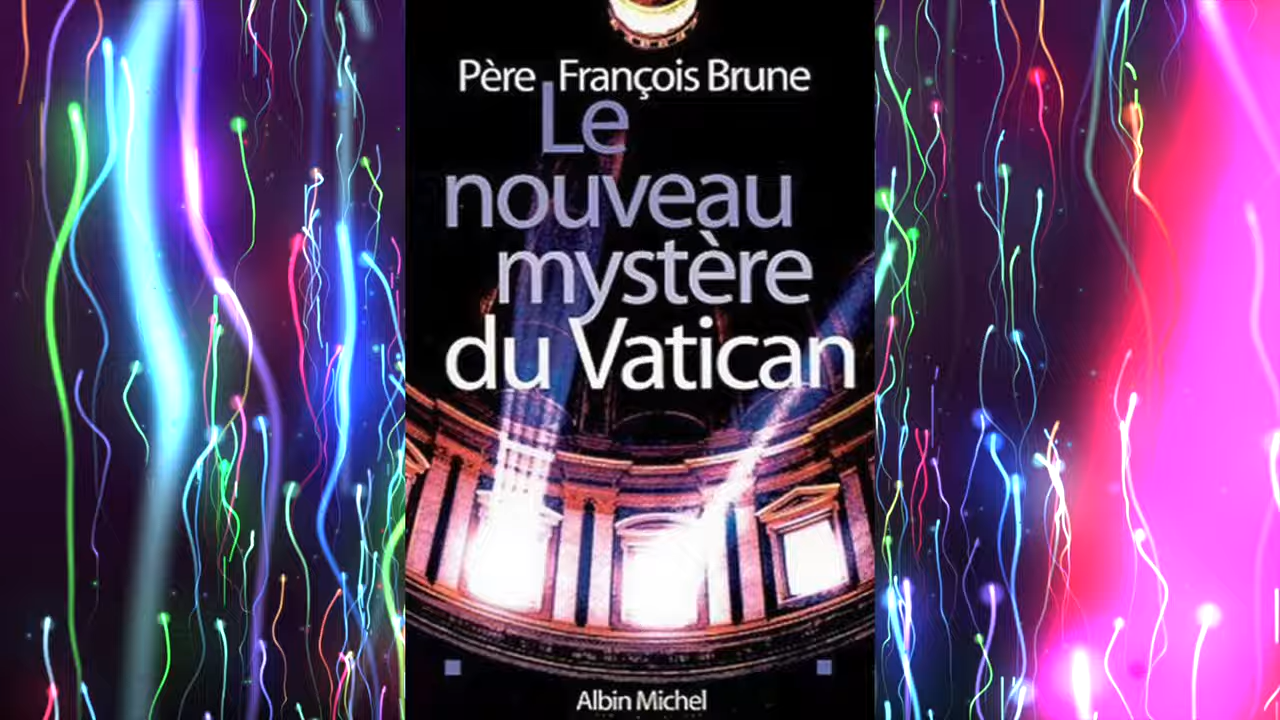 Père François Brune
Le
nouveau
mystère
du Vatican
Albin Michel